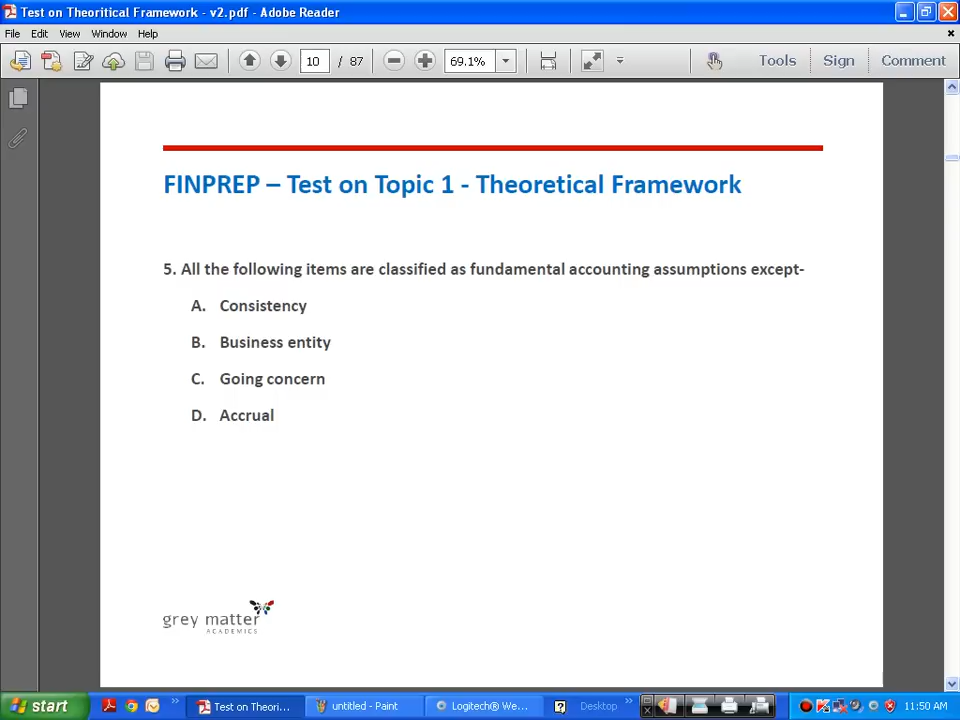 Test on Theoritical Framework - v2.pdf - Adobe Reader
File Edit View Window Help
10 / 87 69.1% Tools Sign Comment
FINPREP – Test on Topic 1 - Theoretical Framework
5. All the following items are classified as fundamental accounting assumptions except-
A. Consistency
B. Business entity
C. Going concern
D. Accrual
grey matter
ACADEMICS
start Test on Theori... untitled - Paint Logitech® We... Desktop 11:50 AM